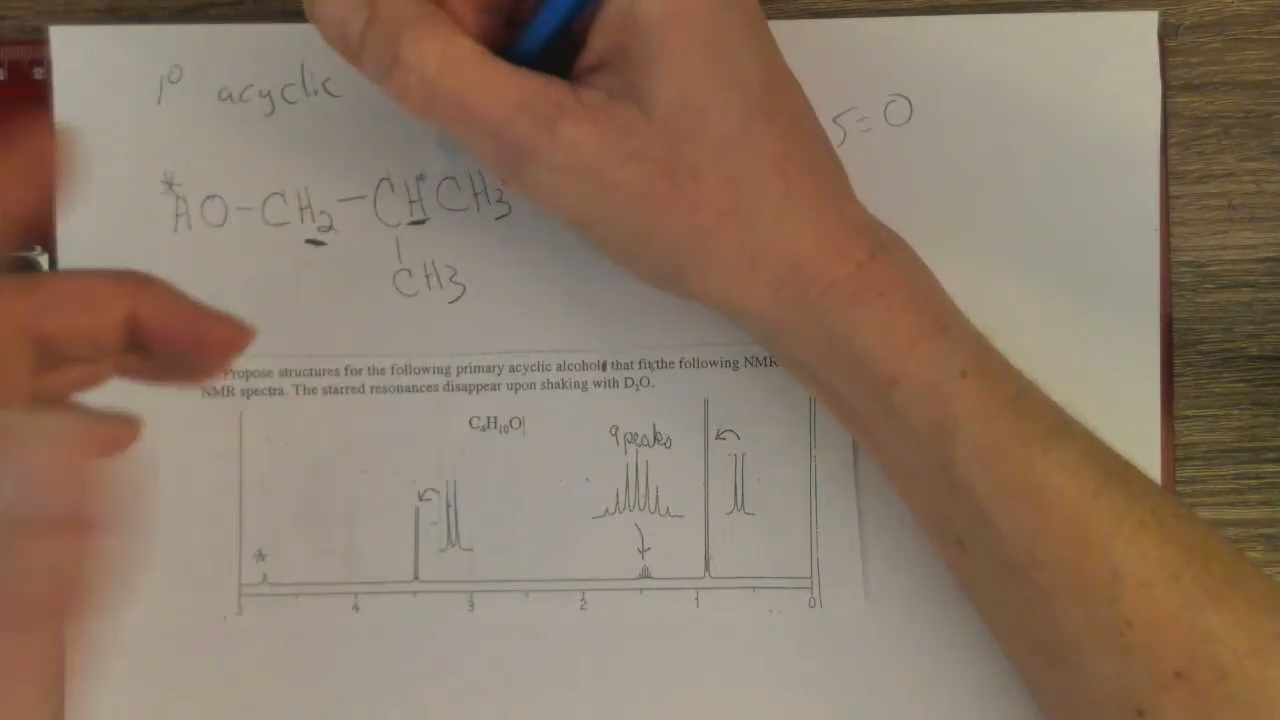 1° acyclic
S=0
*HO-CH2-CHCH3
CH3
Propose structures for the following primary acyclic alcohol that fit the following NMR
NMR spectra. The starred resonances disappear upon shaking with D₂O.
C₄H₁₀O
9 peaks
*
5 4 3 2 1 0